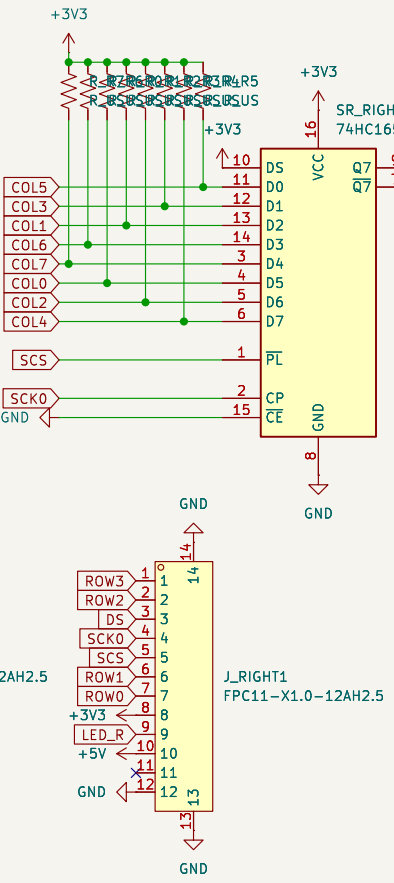 +3V3
+3V3
SR_RIGH
74HC165
+3V3
16
VCC
10 DS Q7
COL5 11 D0 Q7
COL3 12 D1
COL1 13 D2
COL6 14 D3
COL7 3 D4
COL0 4 D5
COL2 5 D6
COL4 6 D7
SCS 1 PL
SCK0 2 CP
GND 15 CE
GND
8
GND
GND
14
14
ROW3 1 1
ROW2 2 2
DS 3 3
SCK0 4 4
SCS 5 5
2AH2.5
ROW1 6 6
J_RIGHT1
ROW0 7 7
FPC11-X1.0-12AH2.5
+3V3 8 8
LED_R 9 9
+5V 10 10
11 11
GND 12 12
13
13
GND